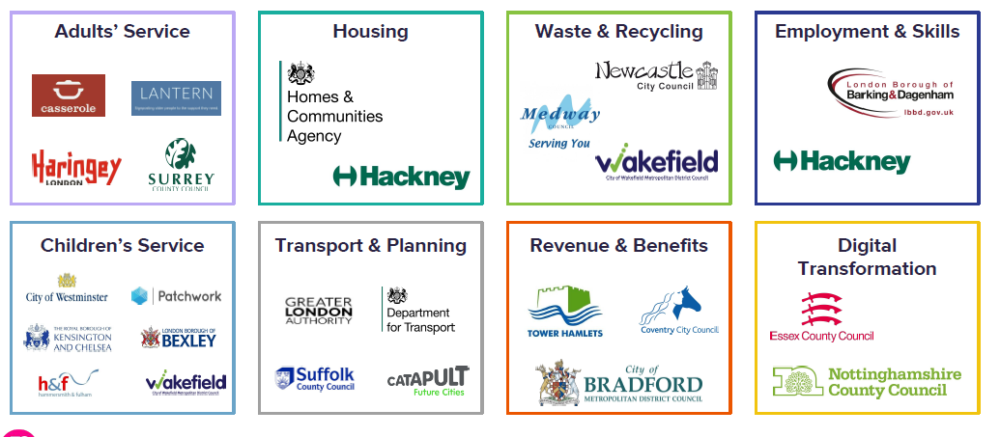 Adults’ Service
casserole
LANTERN
Haringey
LONDON
SURREY
COUNTY COUNCIL
Housing
Homes &
Communities
Agency
Hackney
Waste & Recycling
Newcastle
City Council
Medway
COUNCIL
Serving You
wakefield
City of Wakefield Metropolitan District Council
Employment & Skills
London Borough of
Barking&Dagenham
lbbd.gov.uk
Hackney
Children’s Service
City of Westminster
Patchwork
THE ROYAL BOROUGH OF
KENSINGTON
AND CHELSEA
LONDON BOROUGH OF
BEXLEY
h&f
hammersmith & fulham
wakefield
City of Wakefield Metropolitan District Council
Transport & Planning
GREATER
LONDON
AUTHORITY
Department
for Transport
Suffolk
County Council
CATAPULT
Future Cities
Revenue & Benefits
TOWER HAMLETS
Coventry City Council
City of
BRADFORD
METROPOLITAN DISTRICT COUNCIL
Digital
Transformation
Essex County Council
Nottinghamshire
County Council